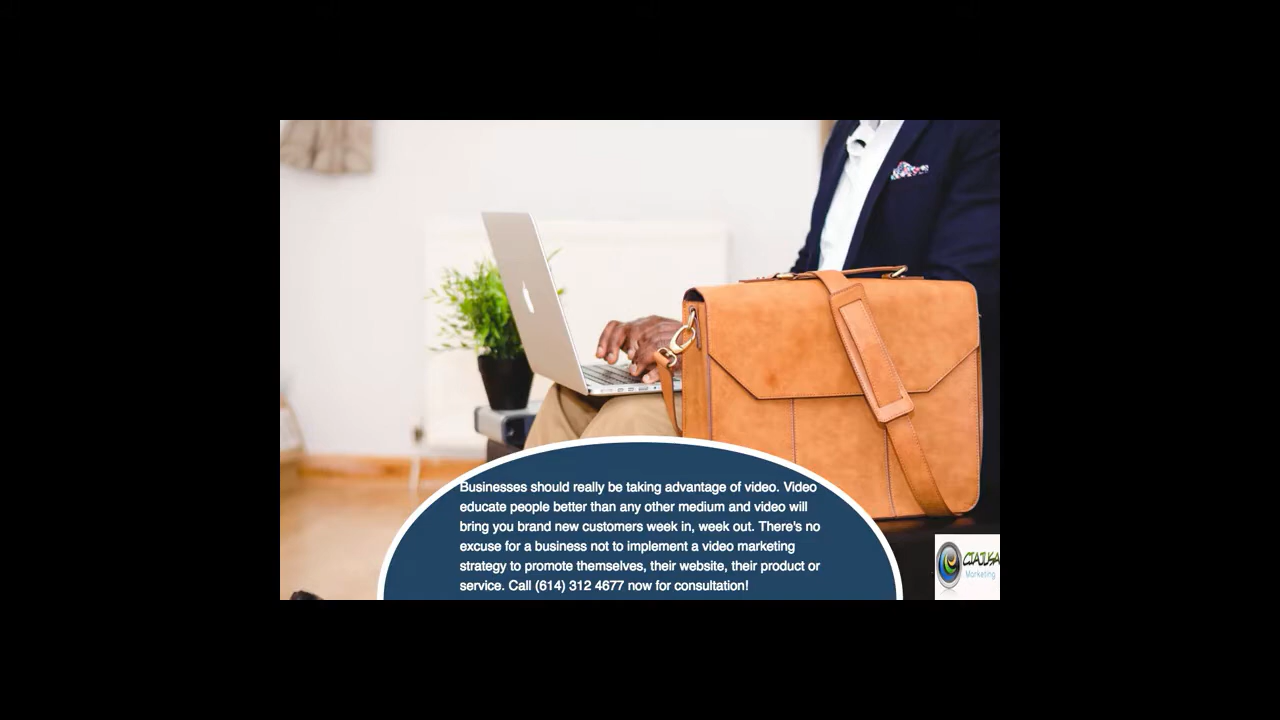 Businesses should really be taking advantage of video. Video
educate people better than any other medium and video will
bring you brand new customers week in, week out. There's no
excuse for a business not to implement a video marketing
strategy to promote themselves, their website, their product or
service. Call (614) 312 4677 now for consultation!
CIAJUSA
Marketing